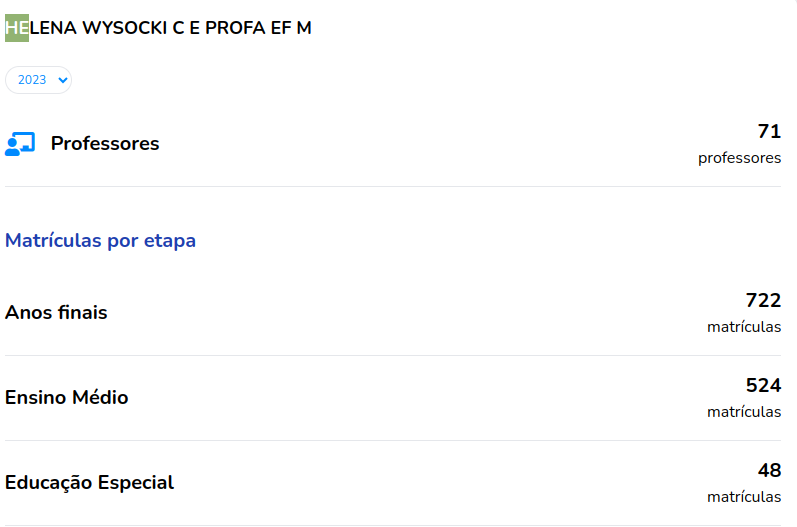 HELENA WYSOCKI C E PROFA EF M
2023
Professores
71
professores
Matrículas por etapa
Anos finais
722
matrículas
Ensino Médio
524
matrículas
Educação Especial
48
matrículas